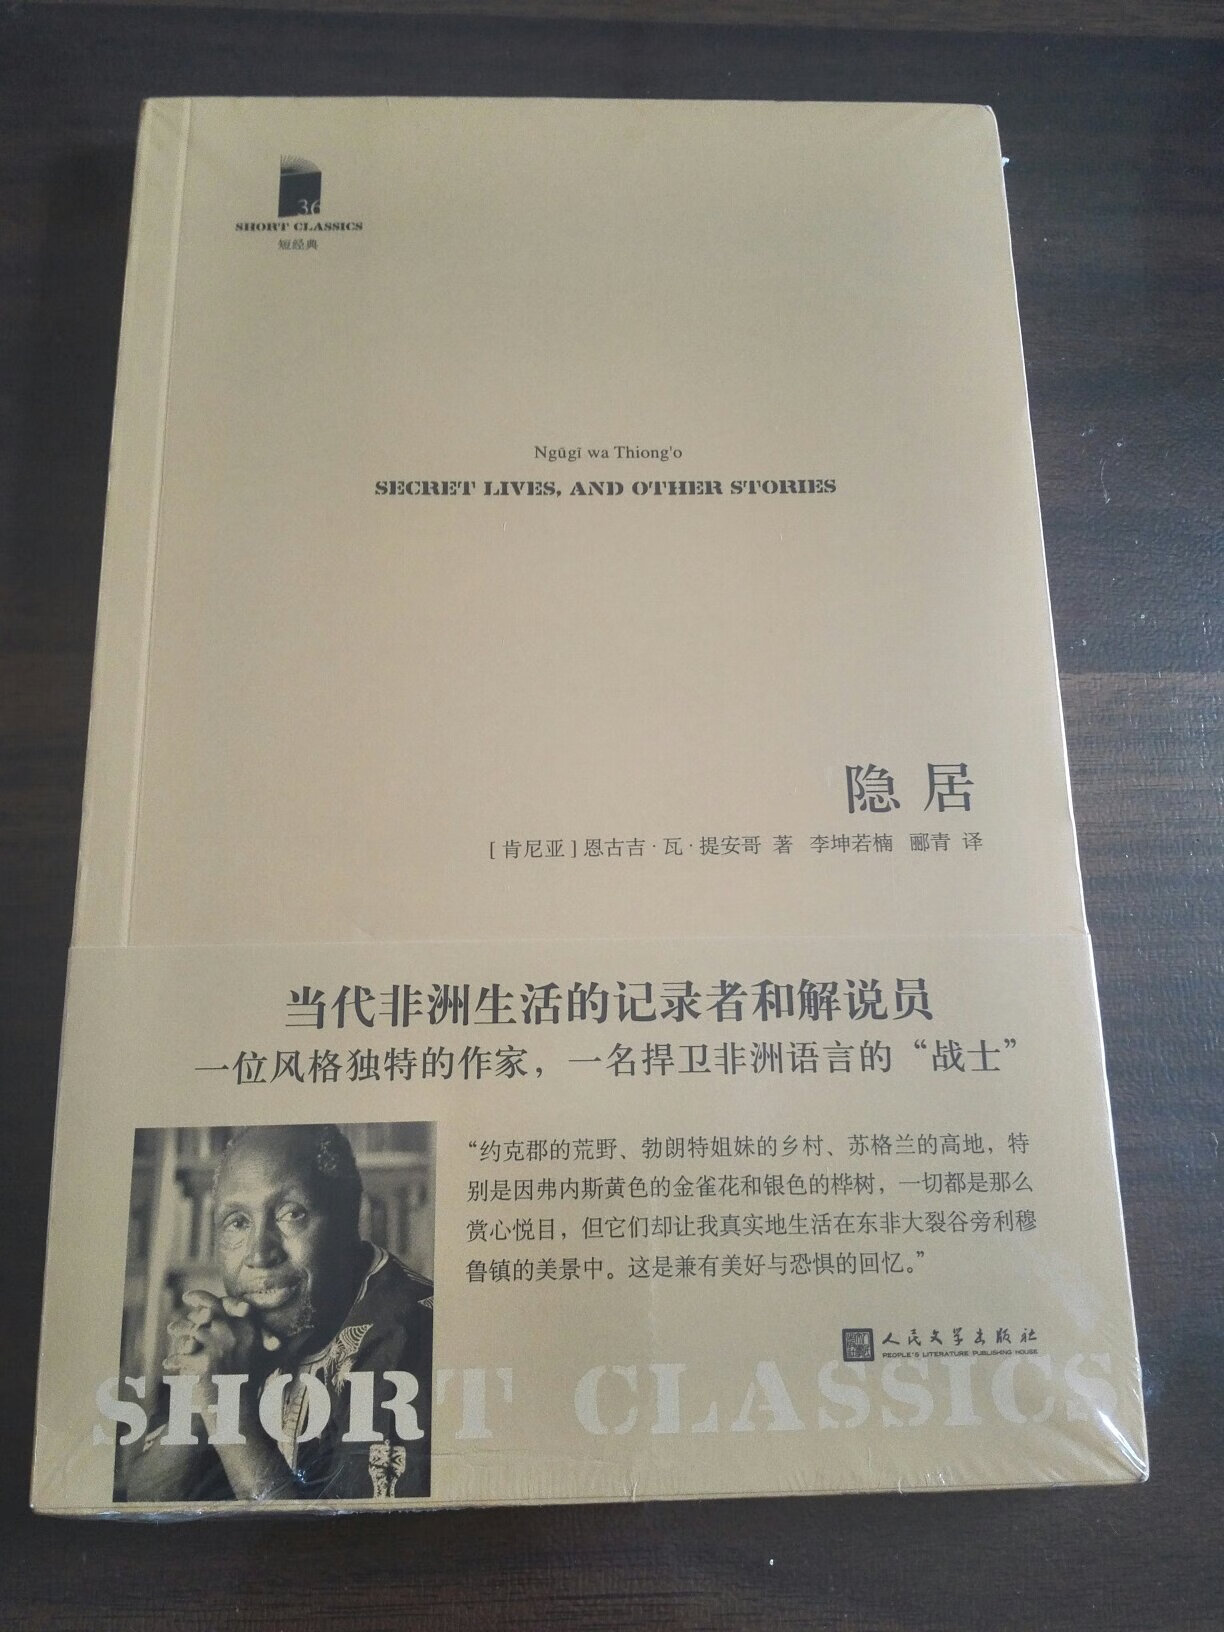 36
SHORT CLASSICS
短经典
Ngũgĩ wa Thiong'o
SECRET LIVES, AND OTHER STORIES
隐居
[肯尼亚]恩古吉·瓦·提安哥 著 李坤若楠 郦青 译
当代非洲生活的记录者和解说员
一位风格独特的作家，一名捍卫非洲语言的“战士”
“约克郡的荒野、勃朗特姐妹的乡村、苏格兰的高地，特
别是因弗内斯黄色的金雀花和银色的桦树，一切都是那么
赏心悦目，但它们却让我真实地生活在东非大裂谷旁利穆
鲁镇的美景中。这是兼有美好与恐惧的回忆。”
人民文学出版社
PEOPLE'S LITERATURE PUBLISHING HOUSE
SHORT CLASSICS